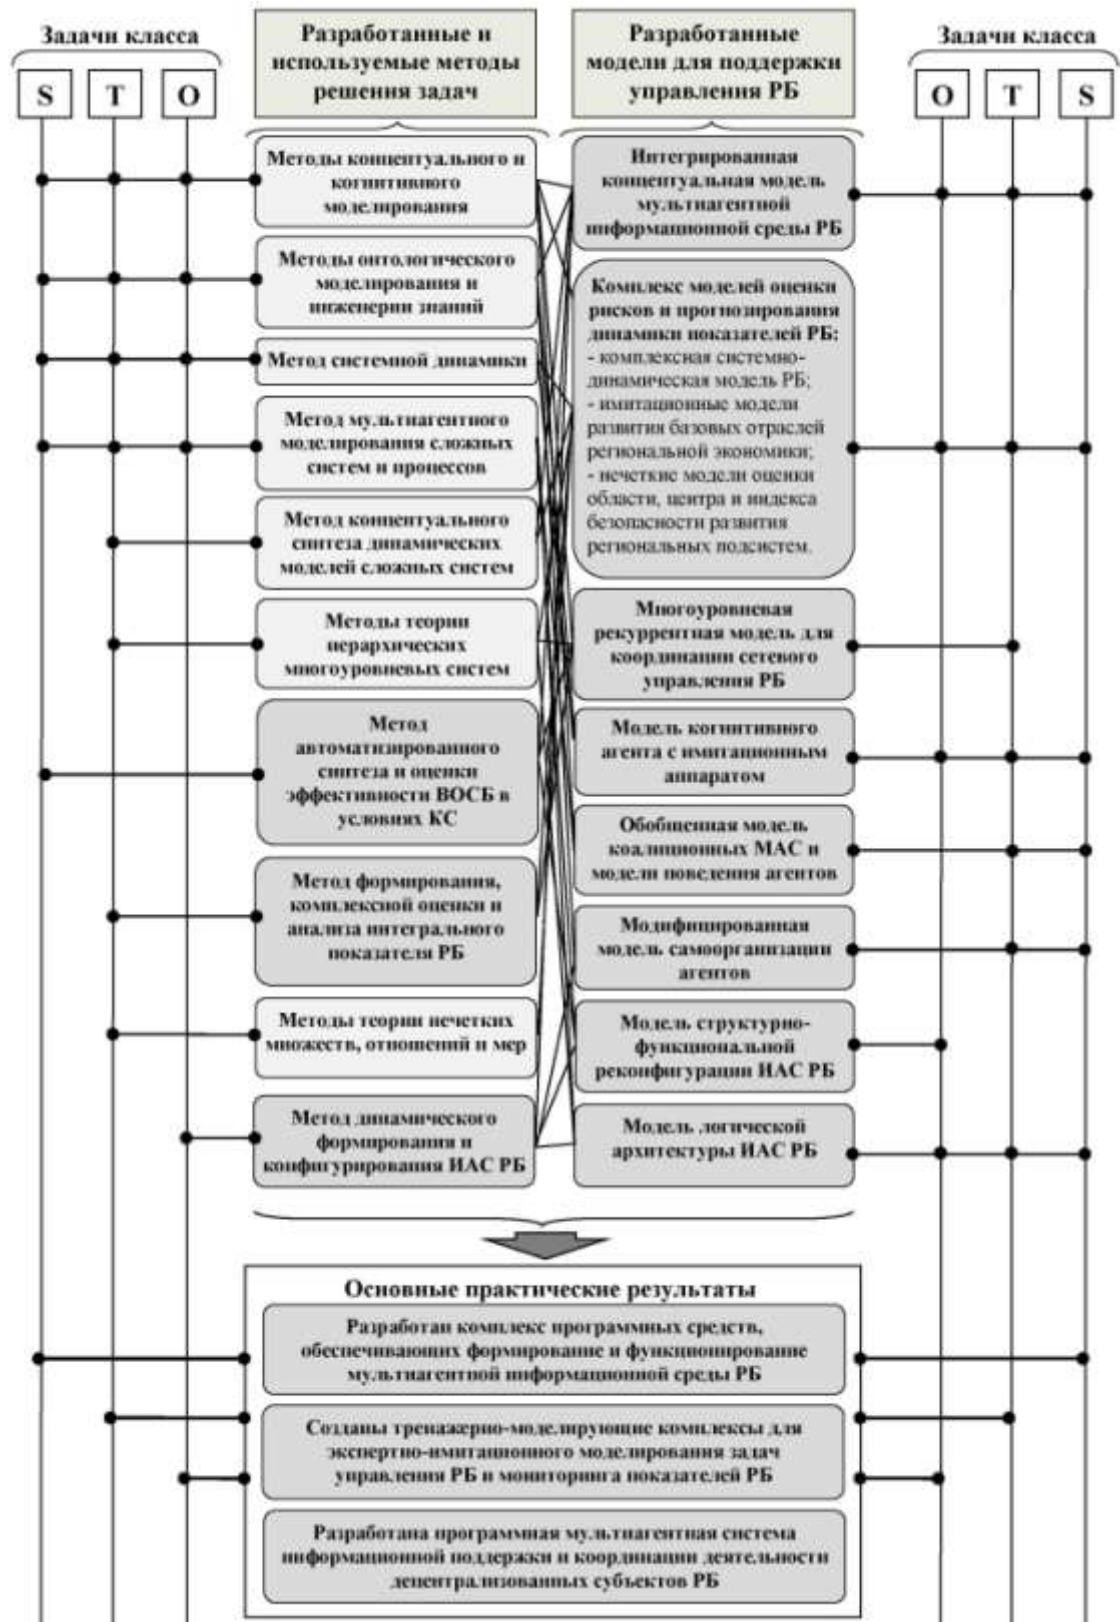 Задачи класса
S T O
Разработанные и
используемые методы
решения задач
Разработанные
модели для поддержки
управления РБ
Задачи класса
O T S
Методы концептуального и
когнитивного
моделирования
Методы онтологического
моделирования и
инженерии знаний
Метод системной динамики
Метод мультиагентного
моделирования сложных
систем и процессов
Метод концептуального
синтеза динамических
моделей сложных систем
Методы теории
иерархических
многоуровневых систем
Метод
автоматизированного
синтеза и оценки
эффективности ВОСБ в
условиях КС
Метод формирования,
комплексной оценки и
анализа интегрального
показателя РБ
Методы теории нечетких
множеств, отношений и мер
Метод динамического
формирования и
конфигурирования ИАС РБ
Интегрированная
концептуальная модель
мультиагентной
информационной среды РБ
Комплекс моделей оценки
рисков и прогнозирования
динамики показателей РБ:
- комплексная системно-
динамическая модель РБ;
- имитационные модели
развития базовых отраслей
региональной экономики;
- нечеткие модели оценки
области, центра и индекса
безопасности развития
региональных подсистем.
Многоуровневая
рекуррентная модель для
координации сетевого
управления РБ
Модель когнитивного
агента с имитационным
аппаратом
Обобщенная модель
коалиционных МАС и
модели поведения агентов
Модифицированная
модель самоорганизации
агентов
Модель структурно-
функциональной
реконфигурации ИАС РБ
Модель логической
архитектуры ИАС РБ
Основные практические результаты
Разработан комплекс программных средств,
обеспечивающих формирование и функционирование
мультиагентной информационной среды РБ
Созданы тренажерно-моделирующие комплексы для
экспертно-имитационного моделирования задач
управления РБ и мониторинга показателей РБ
Разработана программная мультиагентная система
информационной поддержки и координации деятельности
децентрализованных субъектов РБ